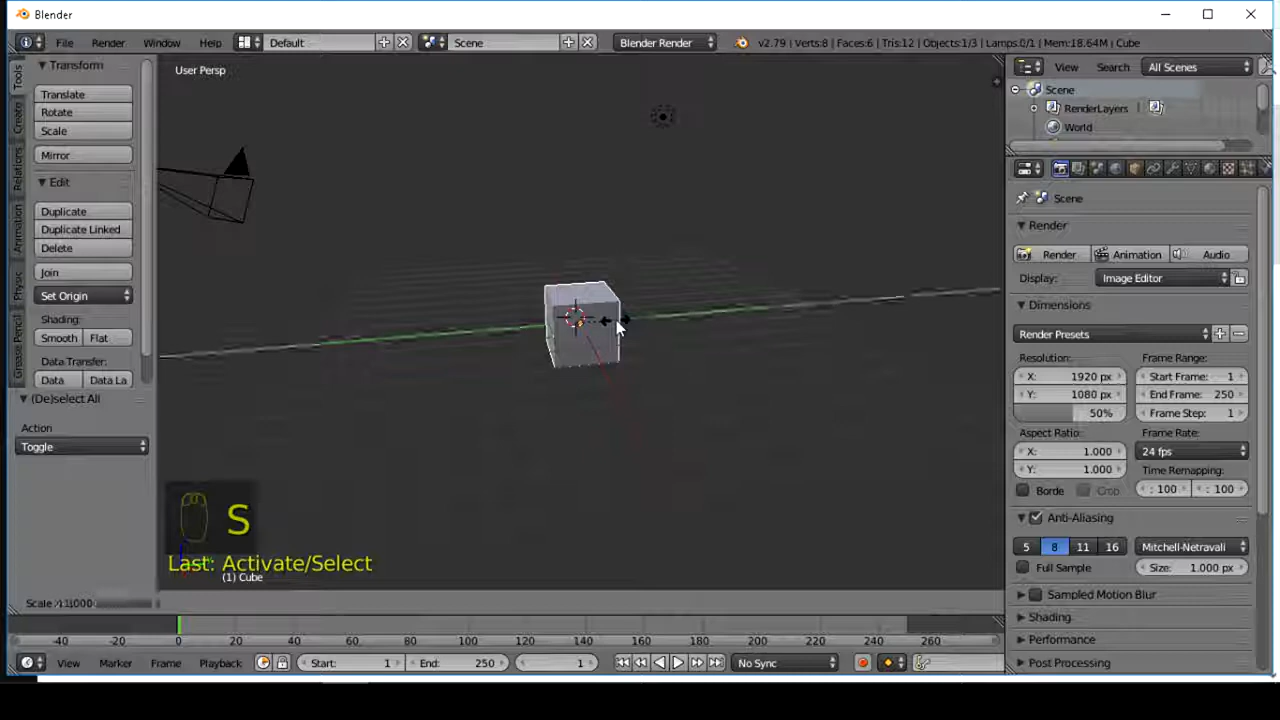 Blender
File Render Window Help Default Scene Blender Render v2.79 | Verts:8 | Faces:6 | Tris:12 | Objects:1/3 | Lamps:0/1 | Mem:18.64M | Cube
Transform
User Persp
View Search All Scenes
Translate
Rotate
Scale
Mirror
Edit
Duplicate
Duplicate Linked
Delete
Join
Set Origin
Shading:
Smooth Flat
Data Transfer:
Data Data La
(De)select All
Action
Toggle
Tools
Create
Relations
Animation
Physic
Grease Pencil
S
Last: Activate/Select
(1) Cube
Scene
RenderLayers
World
Scene
Render
Render Animation Audio
Display: Image Editor
Dimensions
Render Presets
Resolution: Frame Range:
X: 1920 px Start Frame: 1
Y: 1080 px End Frame: 250
50% Frame Step: 1
Aspect Ratio: Frame Rate:
X: 1.000 24 fps
Y: 1.000 Time Remapping:
Borde Crop : 100 : 100
Anti-Aliasing
5 8 11 16 Mitchell-Netravali
Full Sample Size: 1.000 px
Sampled Motion Blur
Shading
Performance
Post Processing
-40 -20 0 20 40 60 80 100 120 140 160 180 200 220 240 260
View Marker Frame Playback Start: 1 End: 250 1 No Sync